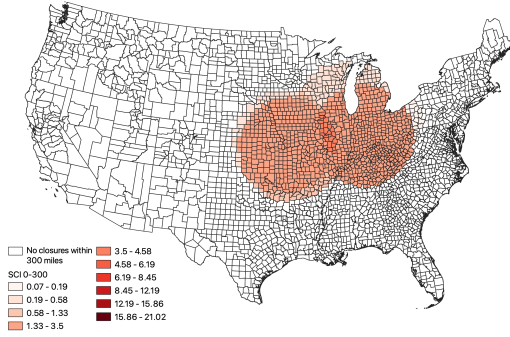 No closures within
300 miles
SCI 0-300
0.07 - 0.19
0.19 - 0.58
0.58 - 1.33
1.33 - 3.5
3.5 - 4.58
4.58 - 6.19
6.19 - 8.45
8.45 - 12.19
12.19 - 15.86
15.86 - 21.02